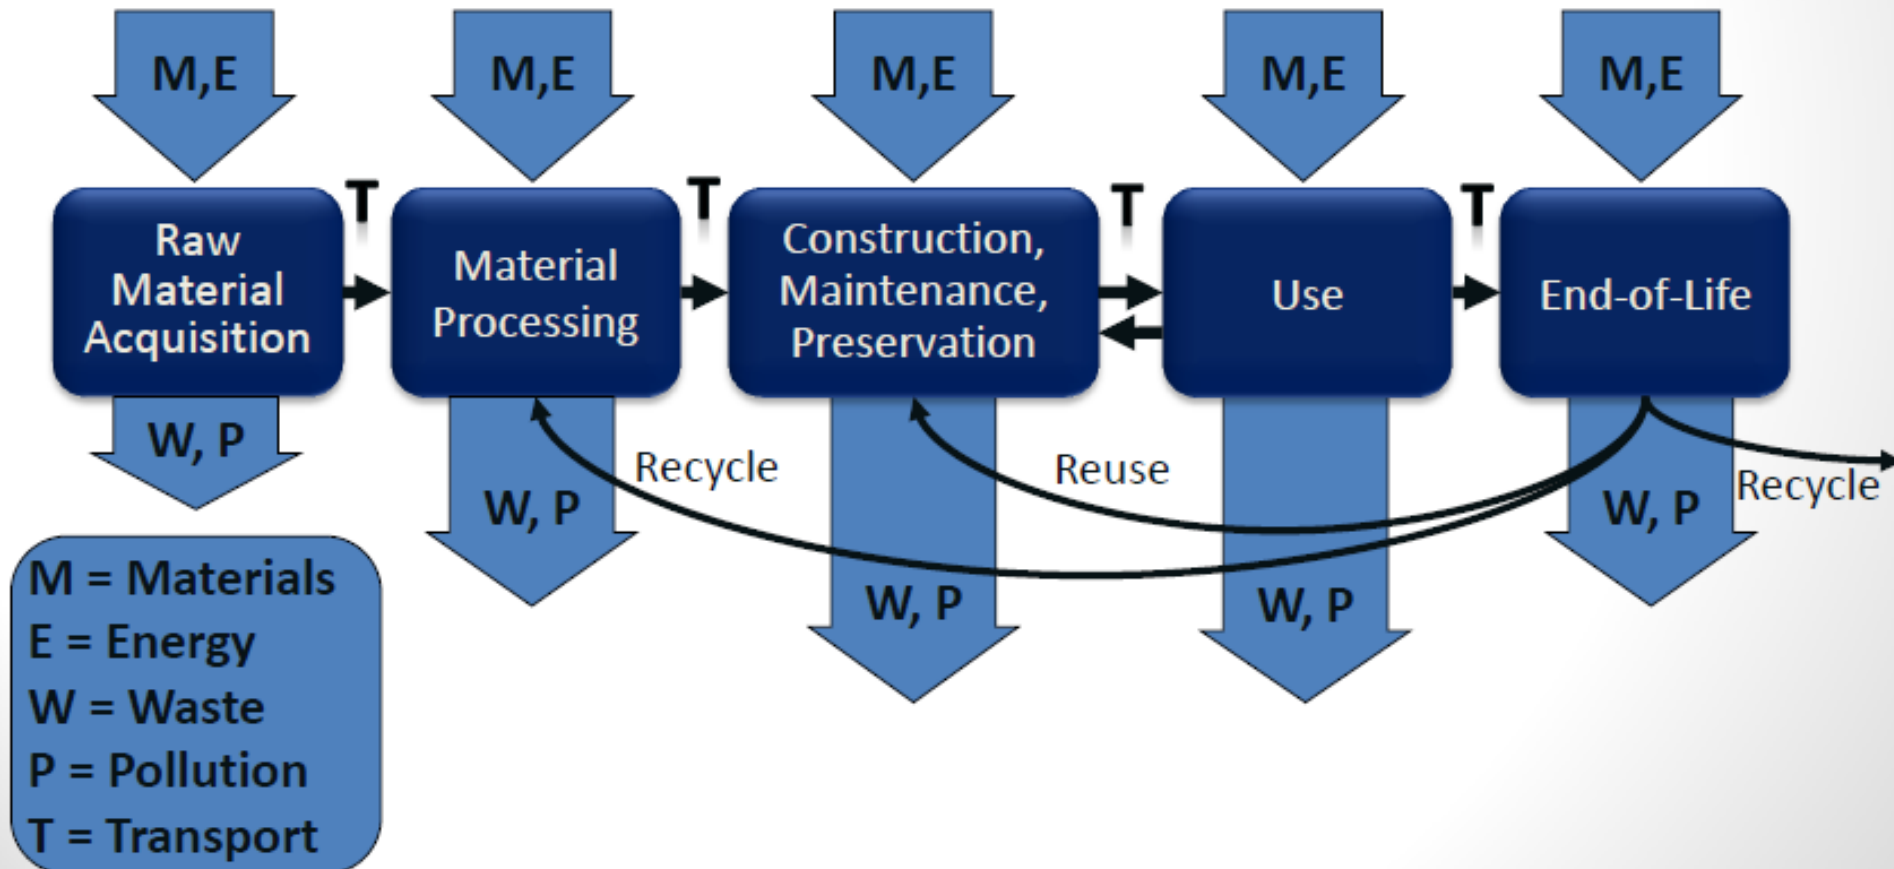 M,E
M,E
M,E
M,E
M,E
T
T
T
T
Raw
Material
Acquisition
Material
Processing
Construction,
Maintenance,
Preservation
Use
End-of-Life
W, P
W, P
W, P
W, P
W, P
Recycle
Reuse
Recycle
M = Materials
E = Energy
W = Waste
P = Pollution
T = Transport